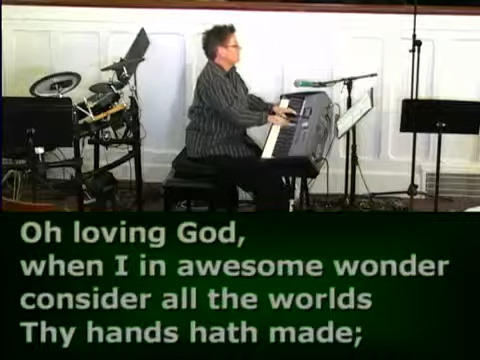 Oh loving God,
when I in awesome wonder
consider all the worlds
Thy hands hath made;